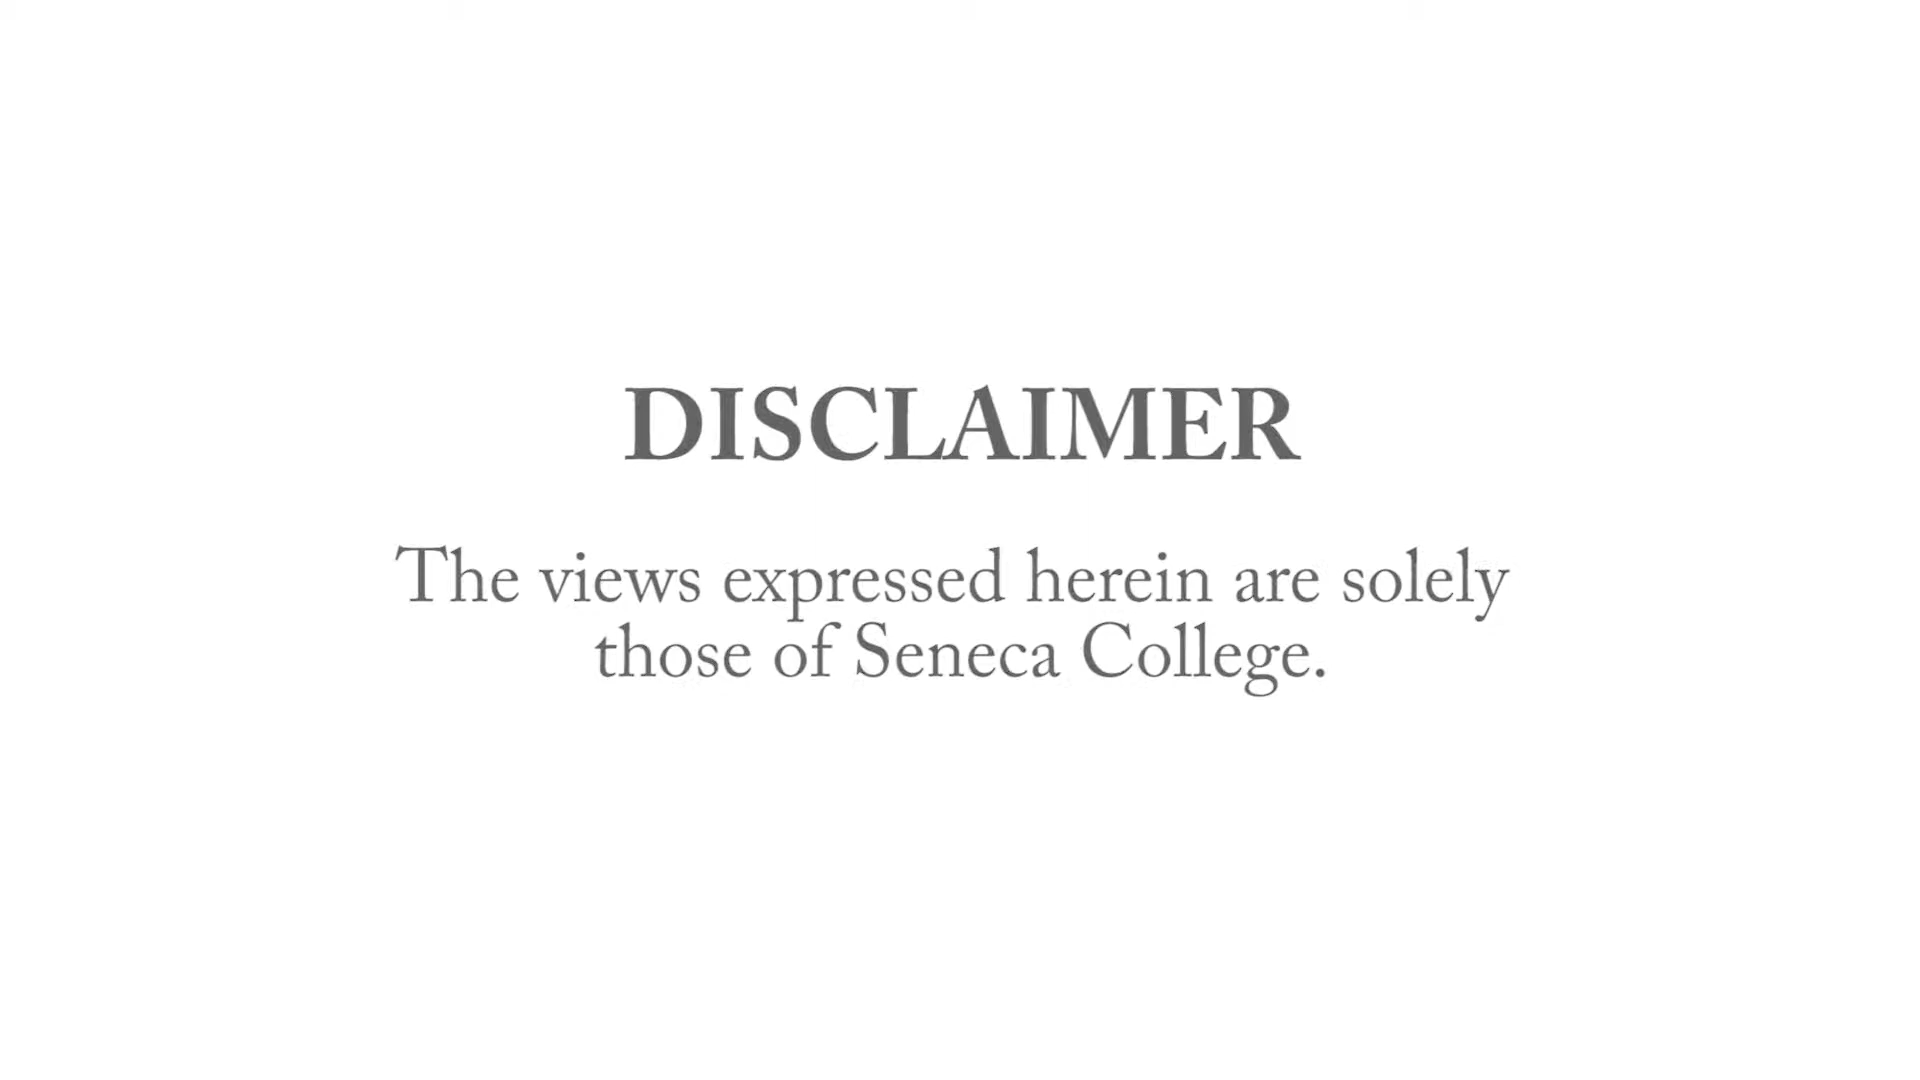 DISCLAIMER
The views expressed herein are solely
those of Seneca College.